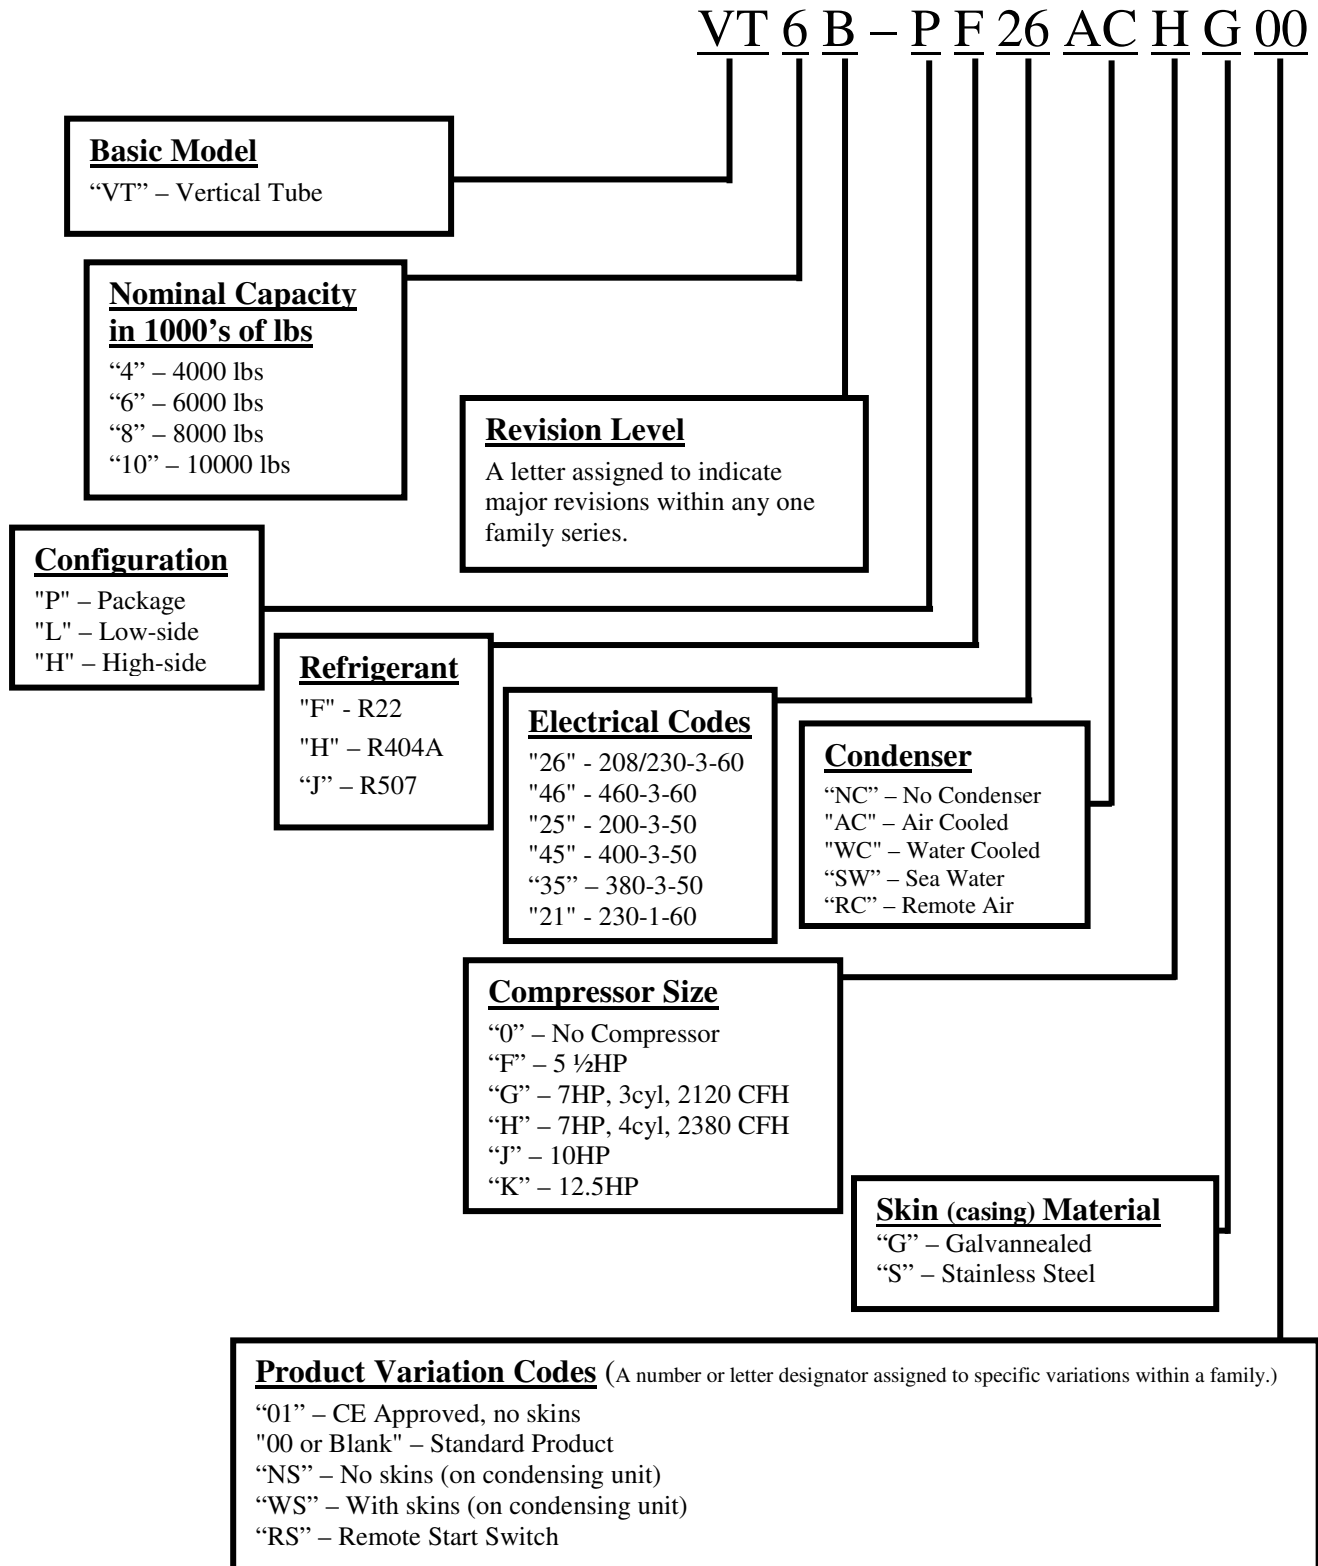 VT 6 B – P F 26 AC H G 00
Basic Model
“VT” – Vertical Tube
Nominal Capacity
in 1000’s of lbs
“4” – 4000 lbs
“6” – 6000 lbs
“8” – 8000 lbs
“10” – 10000 lbs
Revision Level
A letter assigned to indicate
major revisions within any one
family series.
Configuration
"P" – Package
"L" – Low-side
"H" – High-side
Refrigerant
"F" - R22
"H" – R404A
“J” – R507
Electrical Codes
"26" - 208/230-3-60
"46" - 460-3-60
"25" - 200-3-50
"45" - 400-3-50
“35” – 380-3-50
"21" - 230-1-60
Condenser
“NC” – No Condenser
"AC" – Air Cooled
"WC" – Water Cooled
“SW” – Sea Water
“RC” – Remote Air
Compressor Size
“0” – No Compressor
“F” – 5 ½HP
“G” – 7HP, 3cyl, 2120 CFH
“H” – 7HP, 4cyl, 2380 CFH
“J” – 10HP
“K” – 12.5HP
Skin (casing) Material
“G” – Galvannealed
“S” – Stainless Steel
Product Variation Codes (A number or letter designator assigned to specific variations within a family.)
“01” – CE Approved, no skins
"00 or Blank" – Standard Product
“NS” – No skins (on condensing unit)
“WS” – With skins (on condensing unit)
“RS” – Remote Start Switch